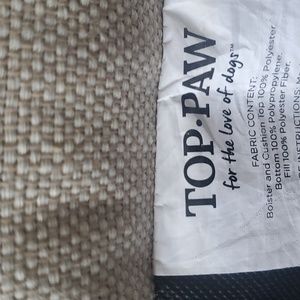 TOP PAW
for the love of dogs™
FABRIC CONTENT:
Bolster and Cushion Top 100% Polyester
Bottom 100% Polypropylene.
Fill 100% Polyester Fiber.